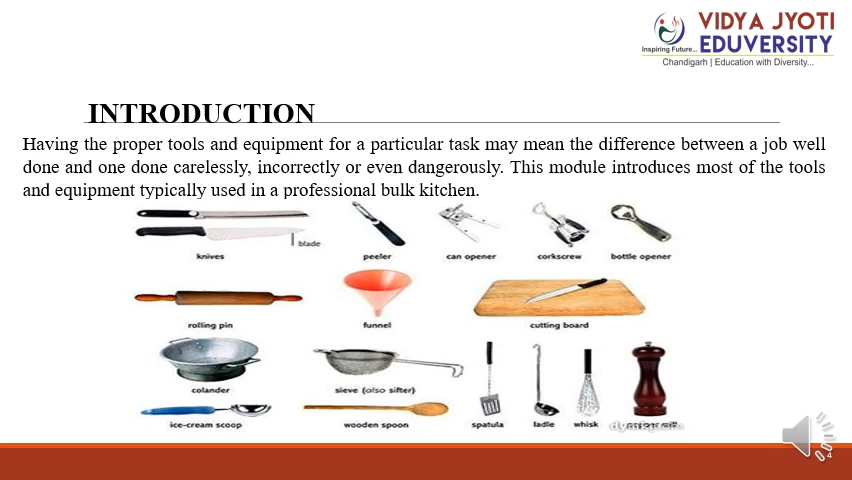 VIDYA JYOTI
EDUVERSITY
Inspiring Future...
Chandigarh | Education with Diversity...
INTRODUCTION
Having the proper tools and equipment for a particular task may mean the difference between a job well
done and one done carelessly, incorrectly or even dangerously. This module introduces most of the tools
and equipment typically used in a professional bulk kitchen.
blade
knives
peeler
can opener
corkscrew
bottle opener
rolling pin
funnel
cutting board
colander
sieve (also sifter)
ice-cream scoop
wooden spoon
spatula
ladle
whisk
4